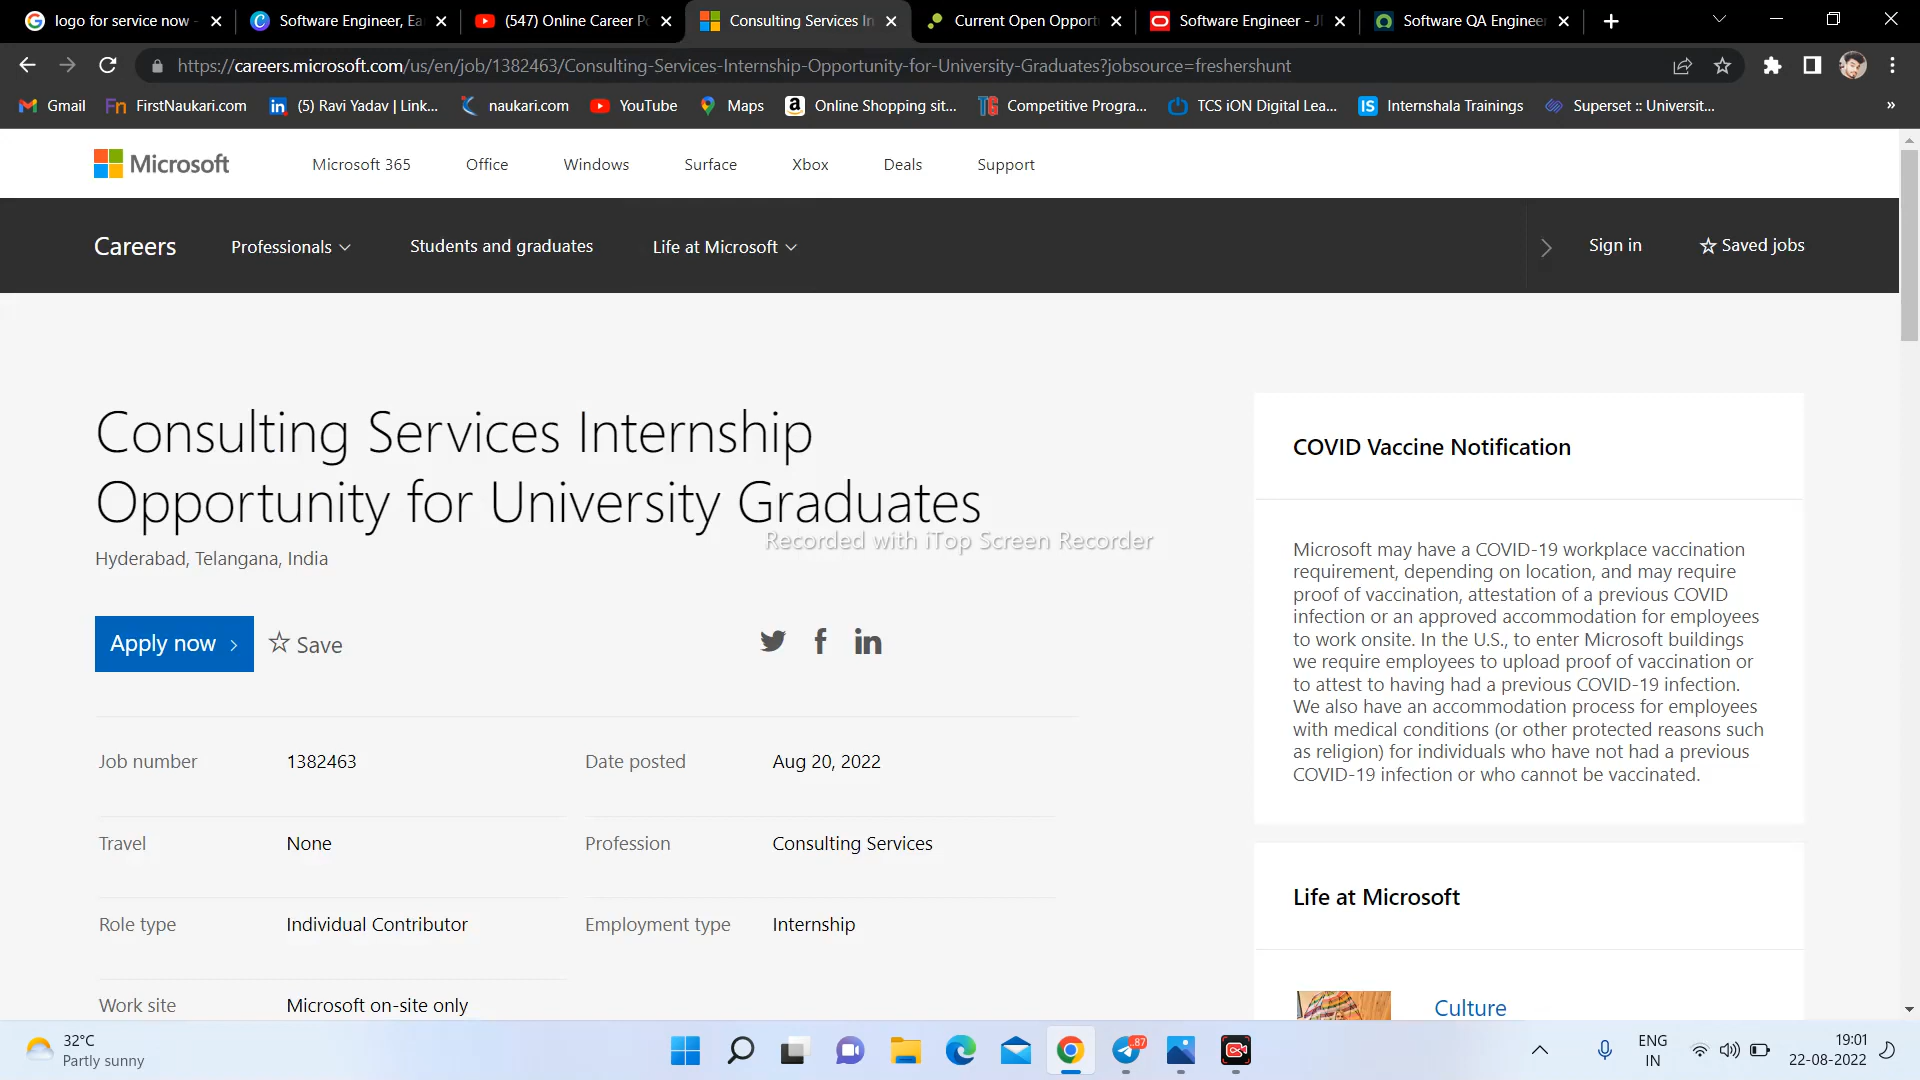 logo for service now
Software Engineer, Ea
(547) Online Career Po
Consulting Services In
Current Open Opport
Software Engineer - JI
Software QA Engineer
https://careers.microsoft.com/us/en/job/1382463/Consulting-Services-Internship-Opportunity-for-University-Graduates?jobsource=freshershunt
Gmail
FirstNaukari.com
(5) Ravi Yadav | Link...
naukari.com
YouTube
Maps
Online Shopping sit...
Competitive Progra...
TCS iON Digital Lea...
Internshala Trainings
Superset :: Universit...
»
Microsoft
Microsoft 365
Office
Windows
Surface
Xbox
Deals
Support
Careers
Professionals
Students and graduates
Life at Microsoft
Sign in
Saved jobs
Consulting Services Internship
Opportunity for University Graduates
Recorded with iTop Screen Recorder
Hyderabad, Telangana, India
Apply now
Save
Job number
1382463
Date posted
Aug 20, 2022
Travel
None
Profession
Consulting Services
Role type
Individual Contributor
Employment type
Internship
Work site
Microsoft on-site only
COVID Vaccine Notification
Microsoft may have a COVID-19 workplace vaccination
requirement, depending on location, and may require
proof of vaccination, attestation of a previous COVID
infection or an approved accommodation for employees
to work onsite. In the U.S., to enter Microsoft buildings
we require employees to upload proof of vaccination or
to attest to having had a previous COVID-19 infection.
We also have an accommodation process for employees
with medical conditions (or other protected reasons such
as religion) for individuals who have not had a previous
COVID-19 infection or who cannot be vaccinated.
Life at Microsoft
Culture
32°C
Partly sunny
87
ENG
IN
19:01
22-08-2022